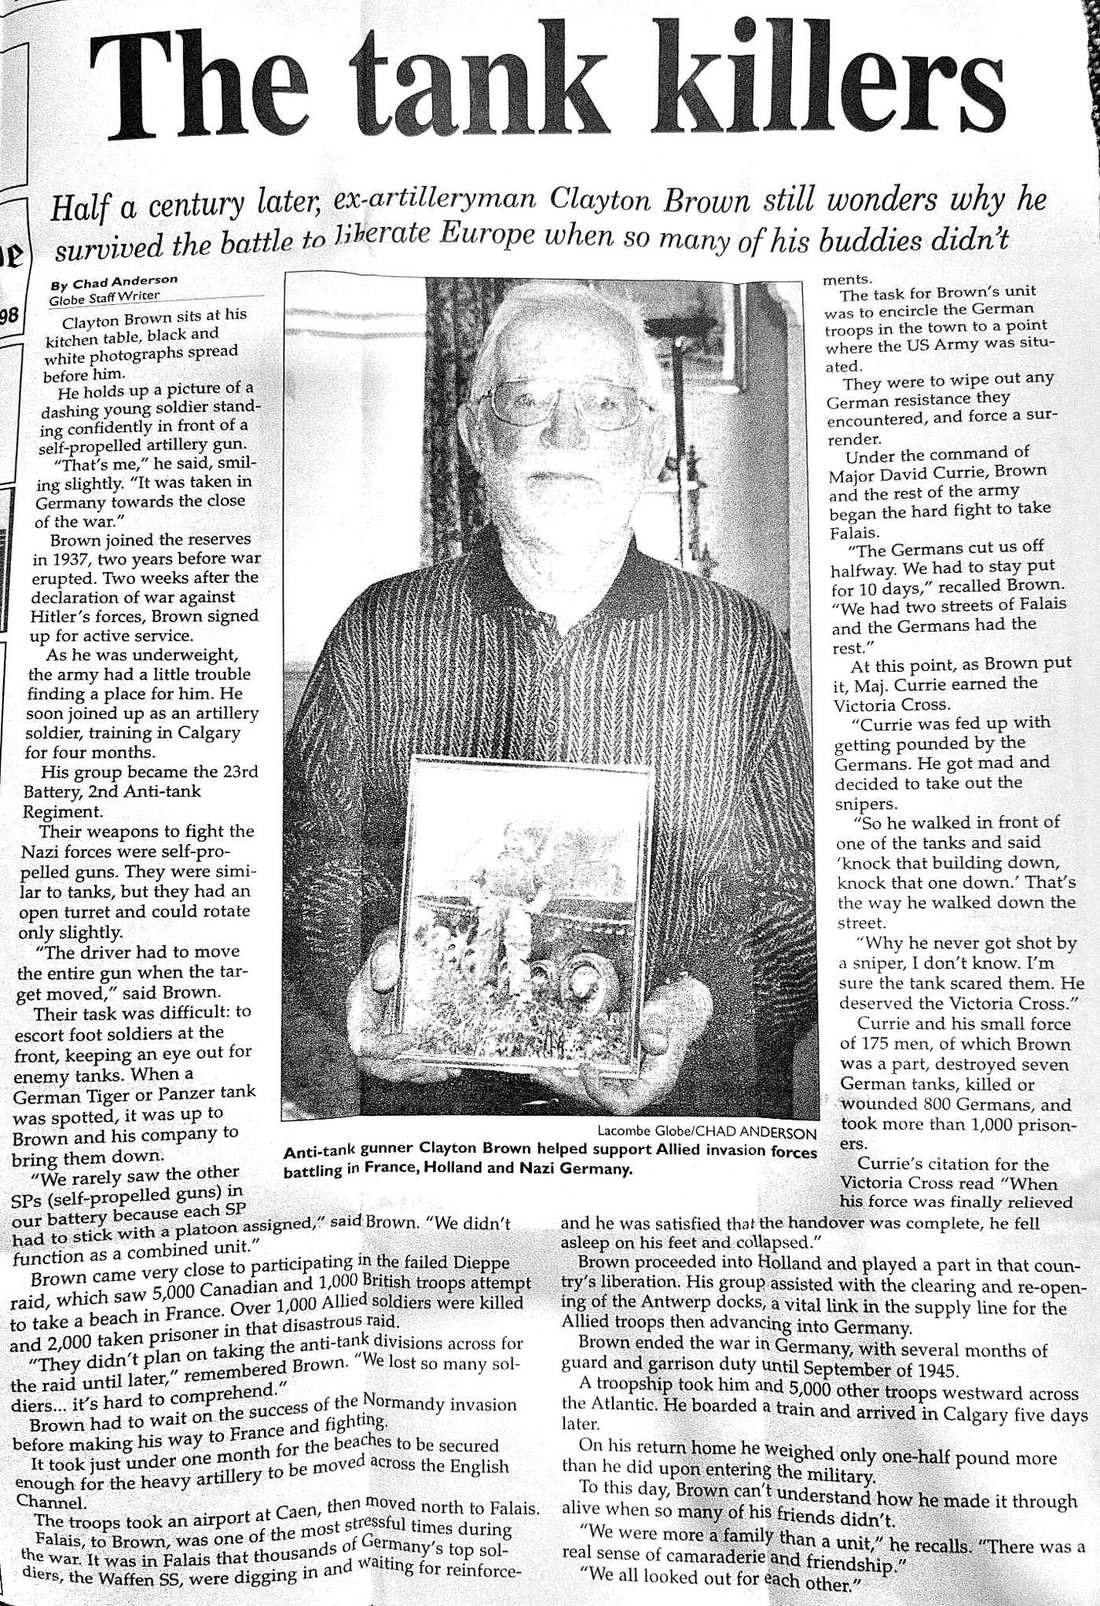 The tank killers
Half a century later, ex-artilleryman Clayton Brown still wonders why he
survived the battle to liberate Europe when so many of his buddies didn't
98
By Chad Anderson
Globe Staff Writer
Clayton Brown sits at his
kitchen table, black and
white photographs spread
before him.
He holds up a picture of a
dashing young soldier stand-
ing confidently in front of a
self-propelled artillery gun.
"That's me," he said, smil-
ing slightly. "It was taken in
Germany towards the close
of the war."
Brown joined the reserves
in 1937, two years before war
erupted. Two weeks after the
declaration of war against
Hitler's forces, Brown signed
up for active service.
As he was underweight,
the army had a little trouble
finding a place for him. He
soon joined up as an artillery
soldier, training in Calgary
for four months.
His group became the 23rd
Battery, 2nd Anti-tank
Regiment.
Their weapons to fight the
Nazi forces were self-pro-
pelled guns. They were simi-
lar to tanks, but they had an
open turret and could rotate
only slightly.
"The driver had to move
the entire gun when the tar-
get moved," said Brown.
Their task was difficult: to
escort foot soldiers at the
front, keeping an eye out for
enemy tanks. When a
German Tiger or Panzer tank
was spotted, it was up to
Brown and his company to
bring them down.
"We rarely saw the other
SPs (self-propelled guns) in
our battery because each SP
had to stick with a platoon assigned," said Brown. "We didn't
function as a combined unit."
Brown came very close to participating in the failed Dieppe
raid, which saw 5,000 Canadian and 1,000 British troops attempt
to take a beach in France. Over 1,000 Allied soldiers were killed
and 2,000 taken prisoner in that disastrous raid.
"They didn't plan on taking the anti-tank divisions across for
the raid until later," remembered Brown. "We lost so many sol-
diers... it's hard to comprehend."
Brown had to wait on the success of the Normandy invasion
before making his way to France and fighting.
It took just under one month for the beaches to be secured
enough for the heavy artillery to be moved across the English
Channel.
The troops took an airport at Caen, then moved north to Falais.
Falais, to Brown, was one of the most stressful times during
the war. It was in Falais that thousands of Germany's top sol-
diers, the Waffen SS, were digging in and waiting for reinforce-
Lacombe Globe/CHAD ANDERSON
Anti-tank gunner Clayton Brown helped support Allied invasion forces
battling in France, Holland and Nazi Germany.
ments.
The task for Brown's unit
was to encircle the German
troops in the town to a point
where the US Army was situ-
ated.
They were to wipe out any
German resistance they
encountered, and force a sur-
render.
Under the command of
Major David Currie, Brown
and the rest of the army
began the hard fight to take
Falais.
"The Germans cut us off
halfway. We had to stay put
for 10 days," recalled Brown.
"We had two streets of Falais
and the Germans had the
rest."
At this point, as Brown put
it, Maj. Currie earned the
Victoria Cross.
"Currie was fed up with
getting pounded by the
Germans. He got mad and
decided to take out the
snipers.
"So he walked in front of
one of the tanks and said
'knock that building down,
knock that one down.' That's
the way he walked down the
street.
"Why he never got shot by
a sniper, I don't know. I'm
sure the tank scared them. He
deserved the Victoria Cross."
Currie and his small force
of 175 men, of which Brown
was a part, destroyed seven
German tanks, killed or
wounded 800 Germans, and
took more than 1,000 prison-
ers.
Currie's citation for the
Victoria Cross read "When
his force was finally relieved
and he was satisfied that the handover was complete, he fell
asleep on his feet and collapsed."
Brown proceeded into Holland and played a part in that coun-
try's liberation. His group assisted with the clearing and re-open-
ing of the Antwerp docks, a vital link in the supply line for the
Allied troops then advancing into Germany.
Brown ended the war in Germany, with several months of
guard and garrison duty until September of 1945.
A troopship took him and 5,000 other troops westward across
the Atlantic. He boarded a train and arrived in Calgary five days
later.
On his return home he weighed only one-half pound more
than he did upon entering the military.
To this day, Brown can't understand how he made it through
alive when so many of his friends didn't.
"We were more a family than a unit," he recalls. "There was a
real sense of camaraderie and friendship."
"We all looked out for each other."